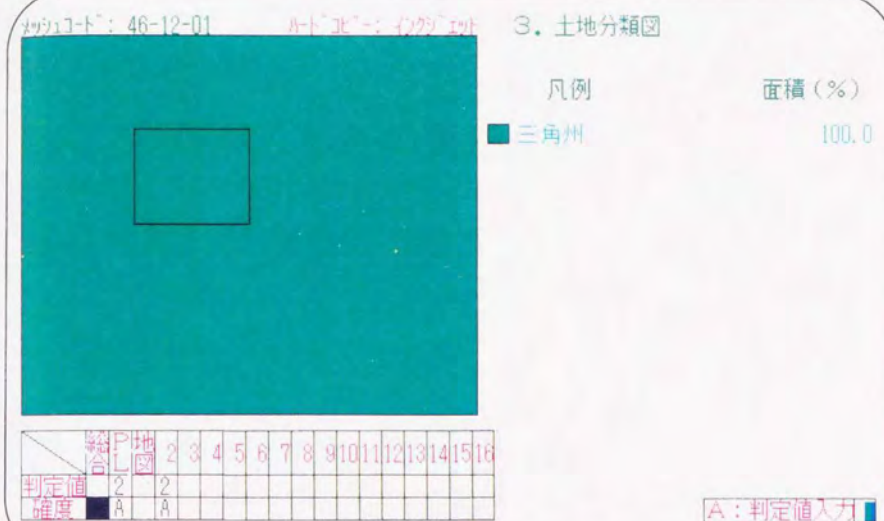 メッシュコード: 46-12-01
ハードコピー: インクジェット
3. 土地分類図
凡例 面積(%)
三角州 100.0
総合 PL 地図 2 3 4 5 6 7 8 9 10 11 12 13 14 15 16
判定値 2 2
確度 A A
A:判定値入力